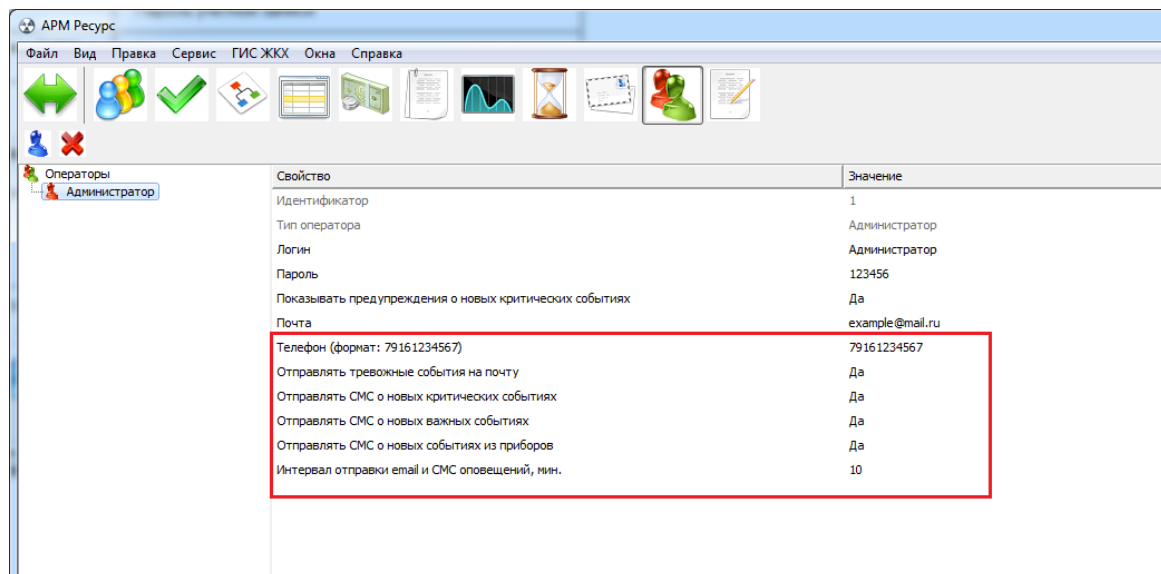 АРМ Ресурс
Файл Вид Правка Сервис ГИС ЖКХ Окна Справка
Операторы
Администратор
Свойство Значение
Идентификатор 1
Тип оператора Администратор
Логин Администратор
Пароль 123456
Показывать предупреждения о новых критических событиях Да
Почта example@mail.ru
Телефон (формат: 79161234567) 79161234567
Отправлять тревожные события на почту Да
Отправлять СМС о новых критических событиях Да
Отправлять СМС о новых важных событиях Да
Отправлять СМС о новых событиях из приборов Да
Интервал отправки email и СМС оповещений, мин. 10